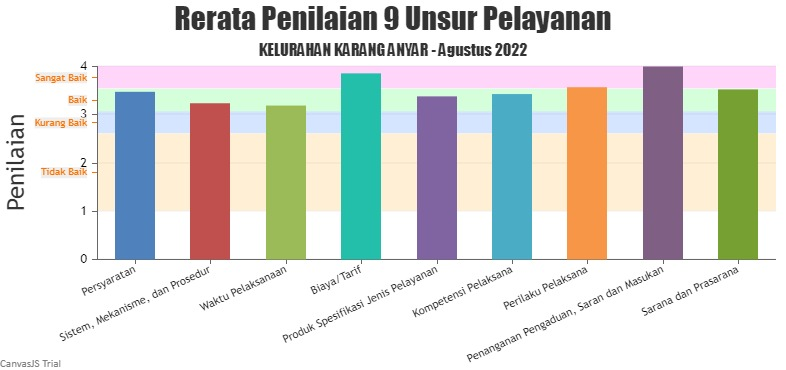 Rerata Penilaian 9 Unsur Pelayanan
KELURAHAN KARANG ANYAR - Agustus 2022
Penilaian
4
Sangat Baik
Baik
3
Kurang Baik
2
Tidak Baik
1
0
Persyaratan
Sistem, Mekanisme, dan Prosedur
Waktu Pelaksanaan
Biaya/Tarif
Produk Spesifikasi Jenis Pelayanan
Kompetensi Pelaksana
Perilaku Pelaksana
Penanganan Pengaduan, Saran dan Masukan
Sarana dan Prasarana
CanvasJS Trial